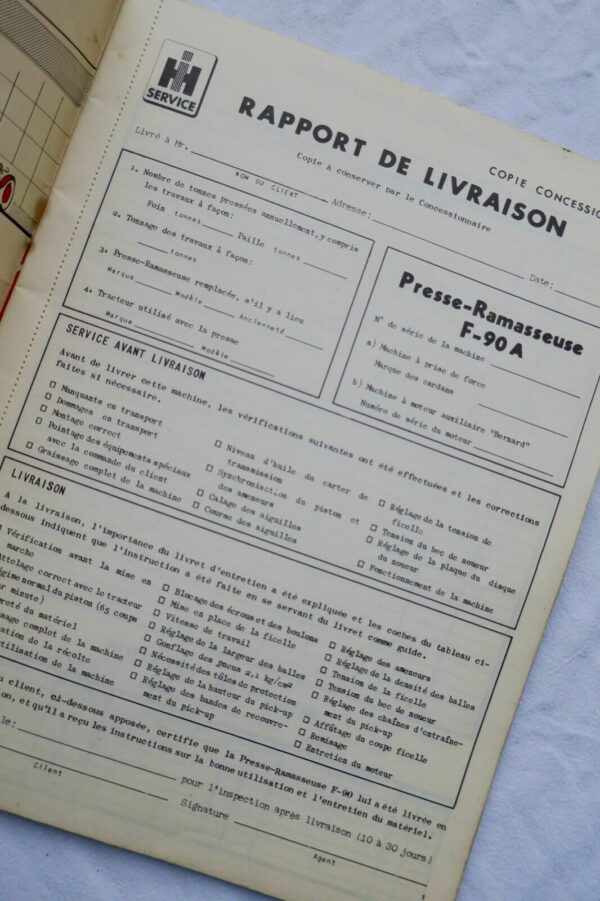 IH
SERVICE
RAPPORT DE LIVRAISON
COPIE CONCESSIO
Copie à conserver par le Concessionnaire
Livré à Mr.
NOM DU CLIENT
Adresse:
Date:
1. Nombre de tonnes pressées annuellement, y compris
les travaux à façon:
Foin tonnes Paille tonnes
2. Tonnage des travaux à façon:
tonnes
3. Presse-Ramasseuse remplacée, s'il y a lieu
Marque Modèle Ancienneté
4. Tracteur utilisé avec la presse
Marque Modèle
Presse-Ramasseuse
F-90A
N° de série de la machine
a) Machine à prise de force
Marque des cardans
b) Machine à moteur auxiliaire "Bernard"
Numéro de série du moteur
SERVICE AVANT LIVRAISON
Avant de livrer cette machine, les vérifications suivantes ont été effectuées et les corrections
faites si nécessaire.
Manquants en transport
Dommages en transport
Montage correct
Pointage des équipements spéciaux
avec la commande du client
Graissage complet de la machine
Niveau d'huile du carter de
transmission
Synchronisation du piston et
des ameneurs
Calage des aiguilles
Course des aiguilles
Réglage de la tension de
ficelle
Tension du bec de noueur
Réglage de la plaque du disque
du noueur
Fonctionnement de la machine
LIVRAISON
A la livraison, l'importance du livret d'entretien a été expliquée et les coches du tableau ci-
dessous indiquent que l'instruction a été faite en se servant du livret comme guide.
Vérification avant la mise en
marche
ttelage correct avec le tracteur
égime normal du piston (65 coups
r minute)
reté du matériel
ssage complet de la machine
ation de la récolte
tilisation de la machine
Blocage des écrous et des boulons
Mise en place de la ficelle
Vitesse de travail
Réglage de la largeur des balles
Gonflage des pneus 2,1 kg/cm²
Nécessité des tôles de protection
Réglage de la hauteur du pick-up
Réglage des bandes de recouvre-
ment du pick-up
Réglage des ameneurs
Réglage de la densité des balles
Tension de la ficelle
Tension du bec de noueur
Réglage des chaînes d'entraîne-
ment du pick-up
Affûtage du coupe ficelle
Remisage
Entretien du moteur
u client, ci-dessous apposée, certifie que la Presse-Ramasseuse F-90 lui a été livrée en
ion, et qu'il a reçu les instructions sur la bonne utilisation et l'entretien du matériel.
le:
pour l'inspection après livraison (10 à 30 jours)
Client
Signature
Agent
1